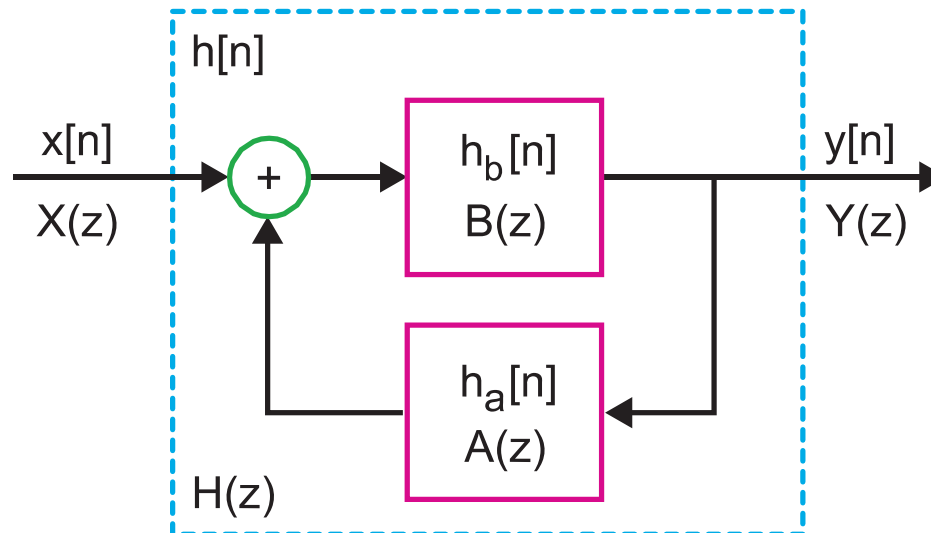 h[n]
x[n]
X(z)
+
h_b[n]
B(z)
y[n]
Y(z)
h_a[n]
A(z)
H(z)